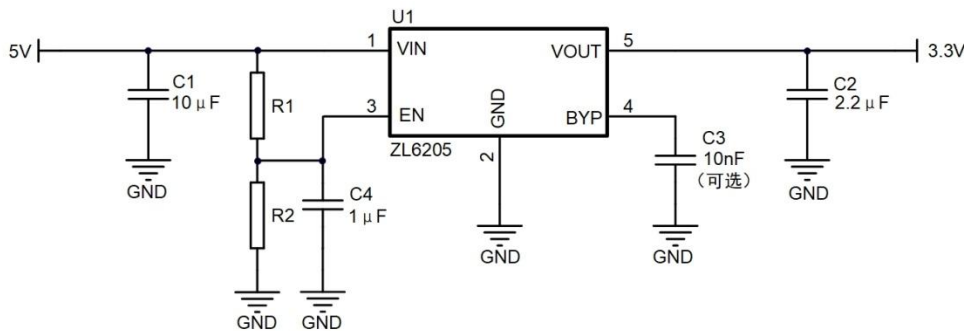 U1
5V
1
VIN
VOUT
5
3.3V
C1
10μF
R1
3
EN
GND
BYP
4
C2
2.2μF
ZL6205
2
C3
10nF
（可选）
GND
R2
C4
1μF
GND
GND
GND
GND
GND